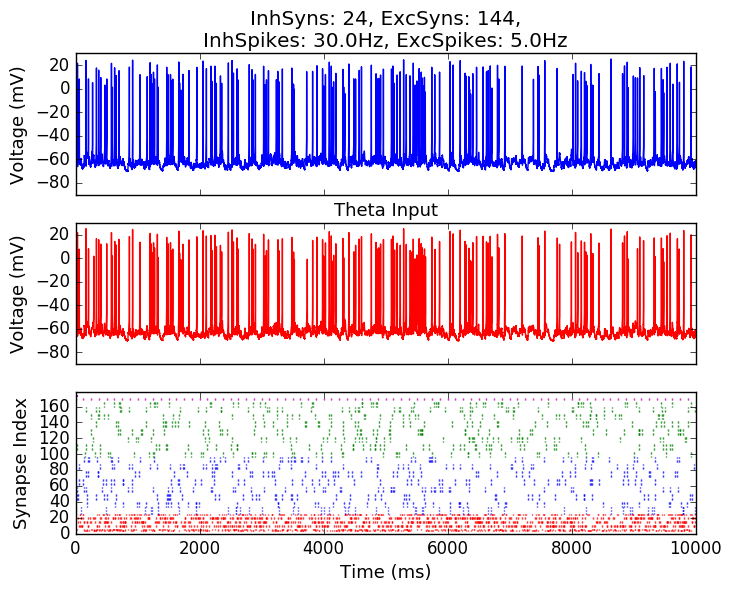 InhSyns: 24, ExcSyns: 144,
InhSpikes: 30.0Hz, ExcSpikes: 5.0Hz
20
0
−20
−40
−60
−80
Voltage (mV)
Theta Input
20
0
−20
−40
−60
−80
Voltage (mV)
160
140
120
100
80
60
40
20
0
Synapse Index
0 2000 4000 6000 8000 10000
Time (ms)